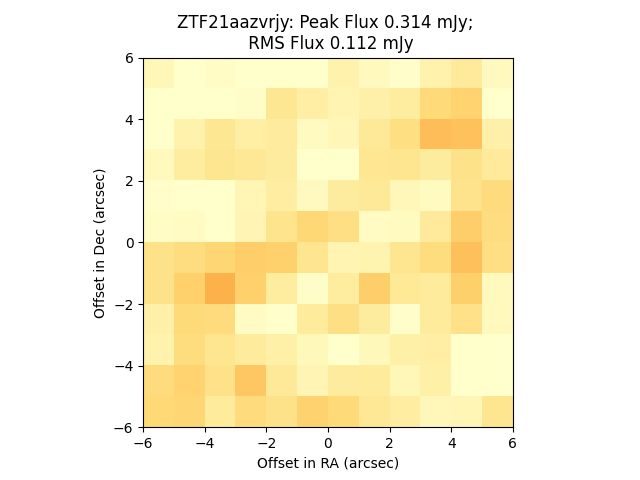 ZTF21aazvrjy: Peak Flux 0.314 mJy;
RMS Flux 0.112 mJy
6
4
2
0
−2
−4
−6
Offset in Dec (arcsec)
−6 −4 −2 0 2 4 6
Offset in RA (arcsec)